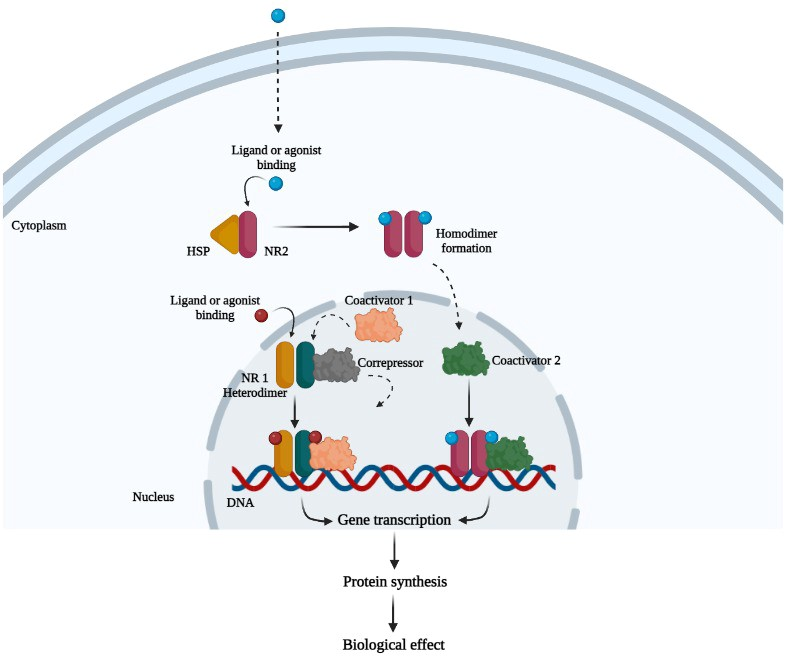 Ligand or agonist
binding
Cytoplasm
HSP
NR2
Homodimer
formation
Ligand or agonist
binding
Coactivator 1
Correpressor
Coactivator 2
NR 1
Heterodimer
Nucleus
DNA
Gene transcription
Protein synthesis
Biological effect